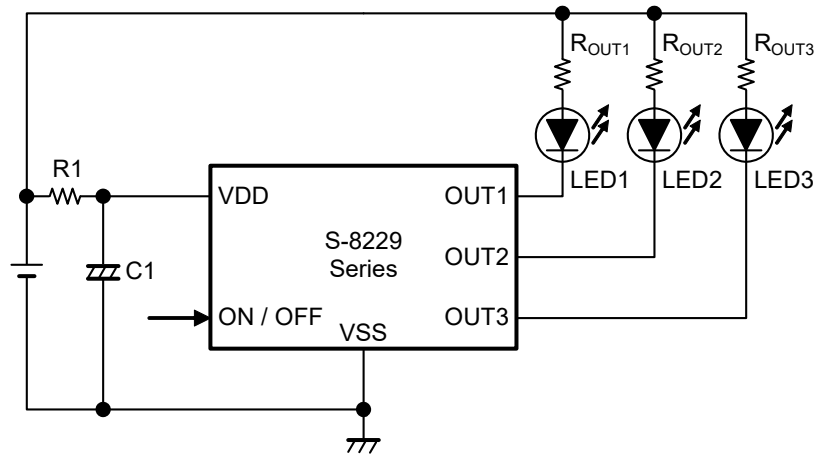 ROUT1 ROUT2 ROUT3
LED1 LED2 LED3
R1
VDD OUT1
S-8229
Series
OUT2
C1
ON / OFF OUT3
VSS